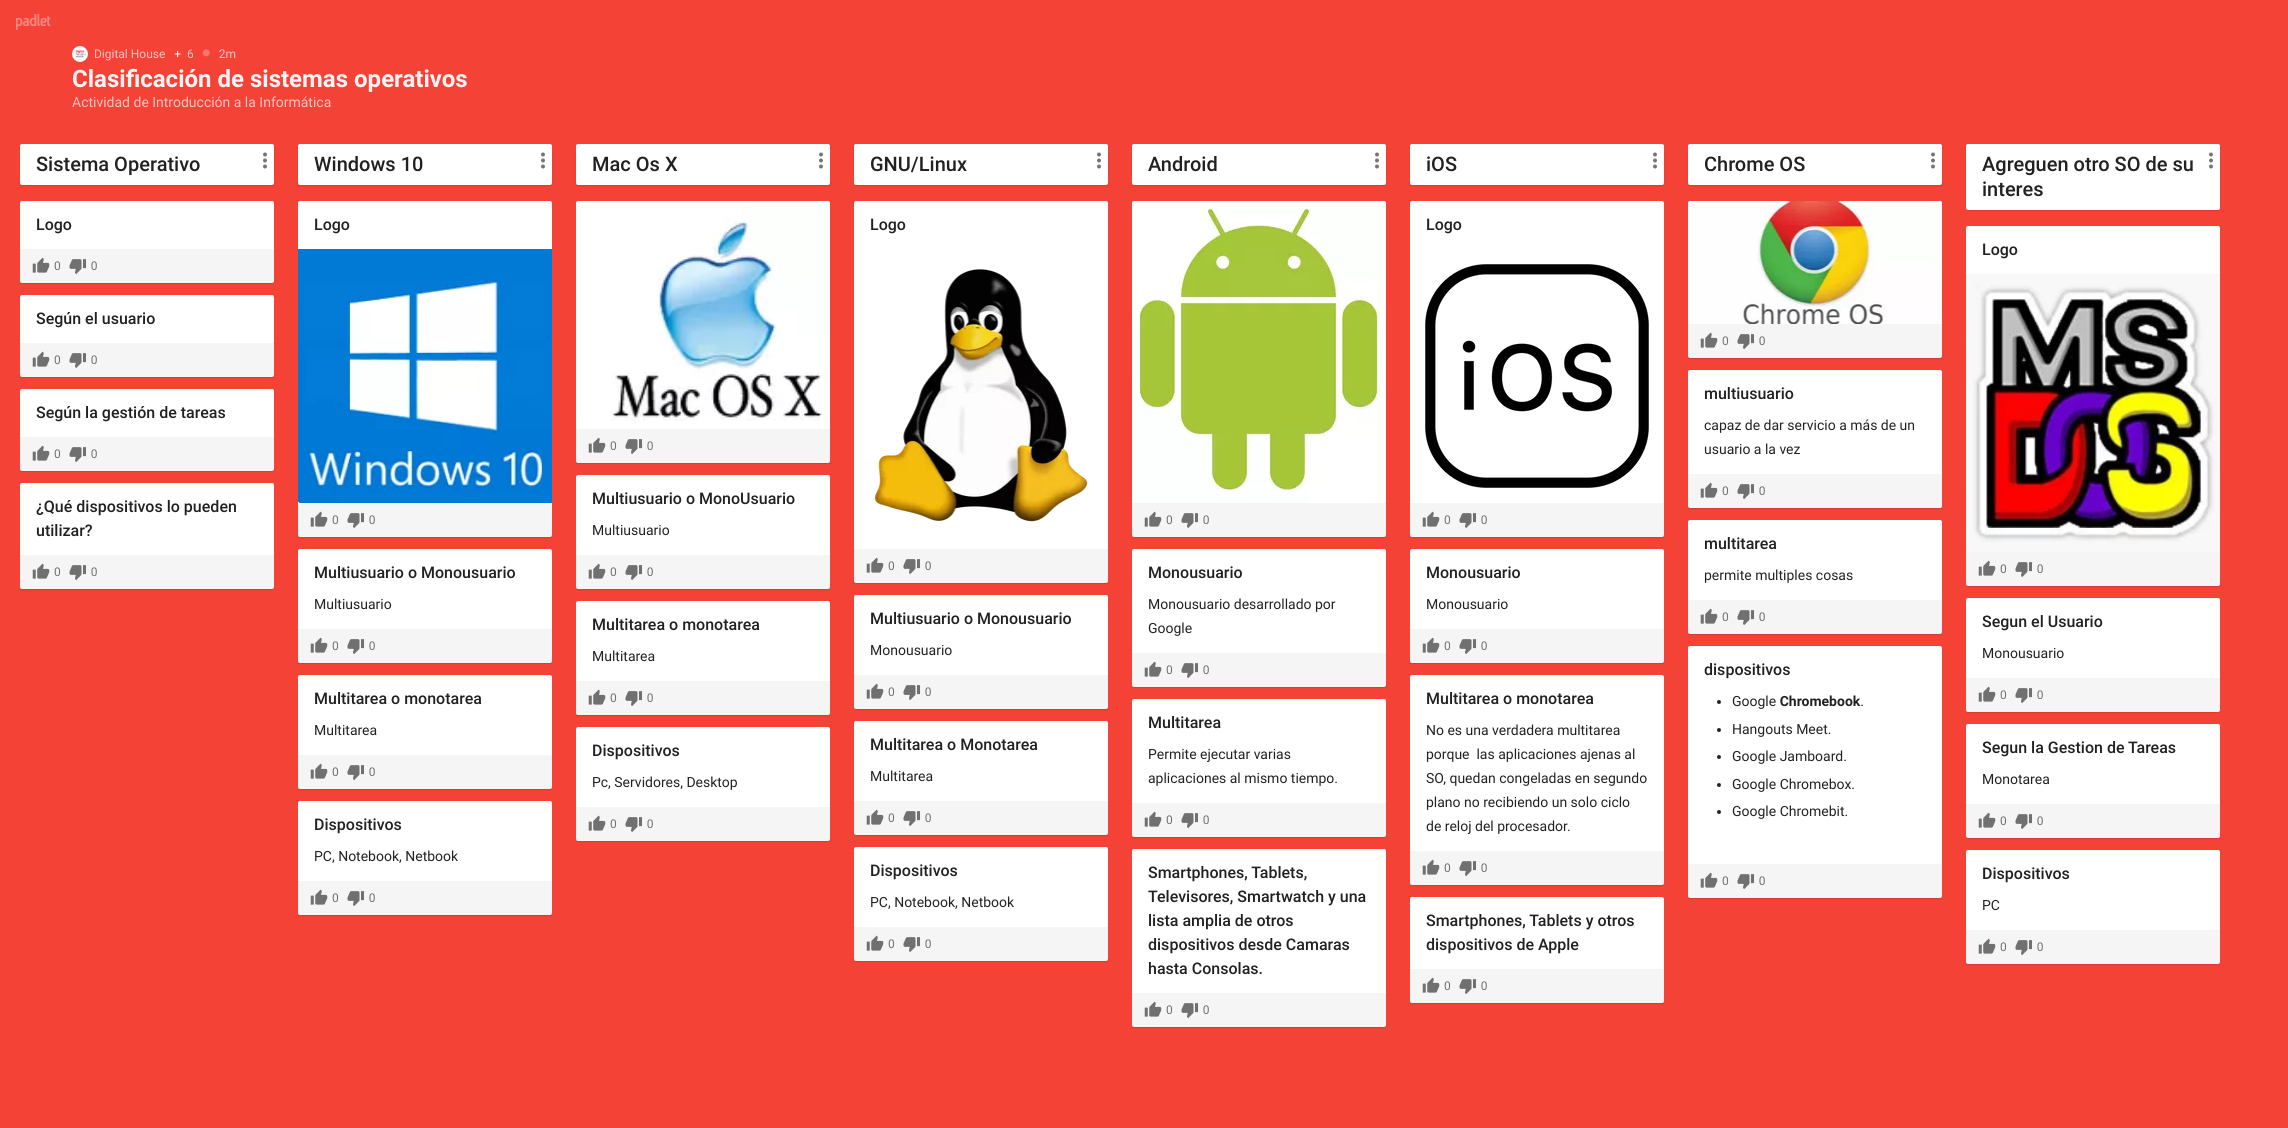 padlet
Digital House + 6 2m
Clasificación de sistemas operativos
Actividad de Introducción a la Informática
Sistema Operativo
Logo
0 0
Según el usuario
0 0
Según la gestión de tareas
0 0
¿Qué dispositivos lo pueden
utilizar?
0 0
Windows 10
Logo
Windows 10
0 0
Multiusuario o Monousuario
Multiusuario
0 0
Multitarea o monotarea
Multitarea
0 0
Dispositivos
PC, Notebook, Netbook
0 0
Mac Os X
Mac OS X
0 0
Multiusuario o MonoUsuario
Multiusuario
0 0
Multitarea o monotarea
Multitarea
0 0
Dispositivos
Pc, Servidores, Desktop
0 0
GNU/Linux
Logo
0 0
Multiusuario o Monousuario
Monousuario
0 0
Multitarea o Monotarea
Multitarea
0 0
Dispositivos
PC, Notebook, Netbook
0 0
Android
0 0
Monousuario
Monousuario desarrollado por
Google
0 0
Multitarea
Permite ejecutar varias
aplicaciones al mismo tiempo.
0 0
Smartphones, Tablets,
Televisores, Smartwatch y una
lista amplia de otros
dispositivos desde Camaras
hasta Consolas.
0 0
iOS
Logo
iOS
0 0
Monousuario
Monousuario
0 0
Multitarea o monotarea
No es una verdadera multitarea
porque las aplicaciones ajenas al
SO, quedan congeladas en segundo
plano no recibiendo un solo ciclo
de reloj del procesador.
0 0
Smartphones, Tablets y otros
dispositivos de Apple
0 0
Chrome OS
Chrome OS
0 0
multiusuario
capaz de dar servicio a más de un
usuario a la vez
0 0
multitarea
permite multiples cosas
0 0
dispositivos
• Google Chromebook.
• Hangouts Meet.
• Google Jamboard.
• Google Chromebox.
• Google Chromebit.
0 0
Agreguen otro SO de su
interes
Logo
MS
DOS
0 0
Segun el Usuario
Monousuario
0 0
Segun la Gestion de Tareas
Monotarea
0 0
Dispositivos
PC
0 0